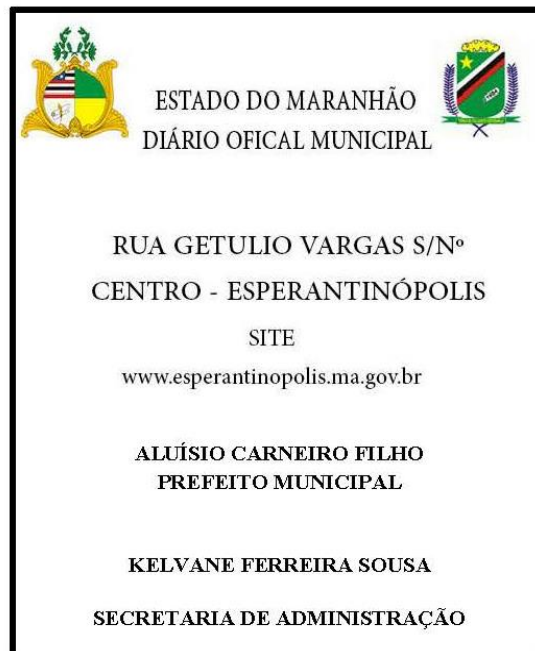 ESTADO DO MARANHÃO
DIÁRIO OFICAL MUNICIPAL
RUA GETULIO VARGAS S/Nº
CENTRO - ESPERANTINÓPOLIS
SITE
www.esperantinopolis.ma.gov.br
ALUÍSIO CARNEIRO FILHO
PREFEITO MUNICIPAL
KELVANE FERREIRA SOUSA
SECRETARIA DE ADMINISTRAÇÃO